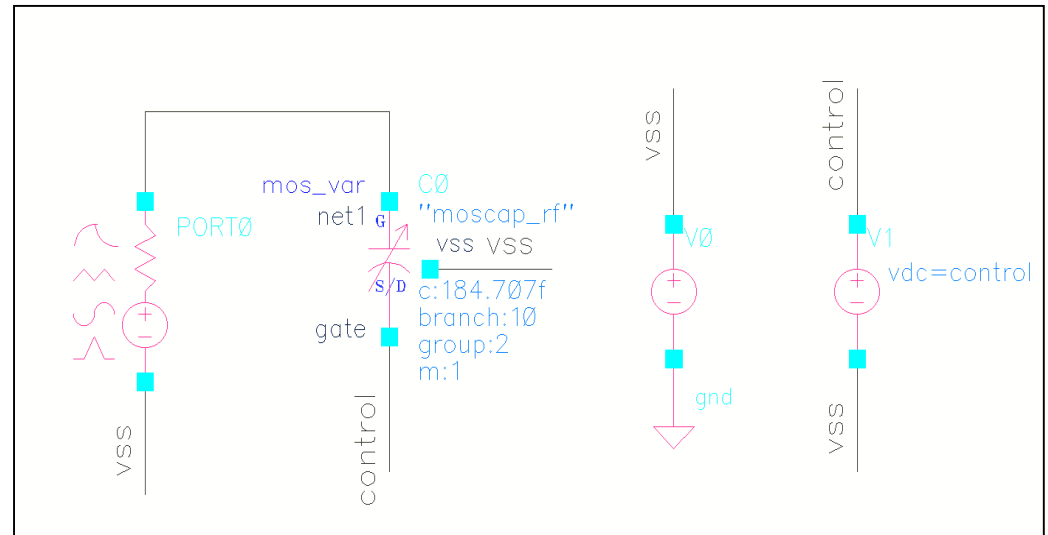 vss
control
mos_var
C0
net1
G
"moscap_rf"
PORT0
vss VSS
V0
V1
+
-
S/D
c:184.707f
vdc=control
+
-
+
-
gate
branch:10
group:2
m:1
gnd
vss
control
vss